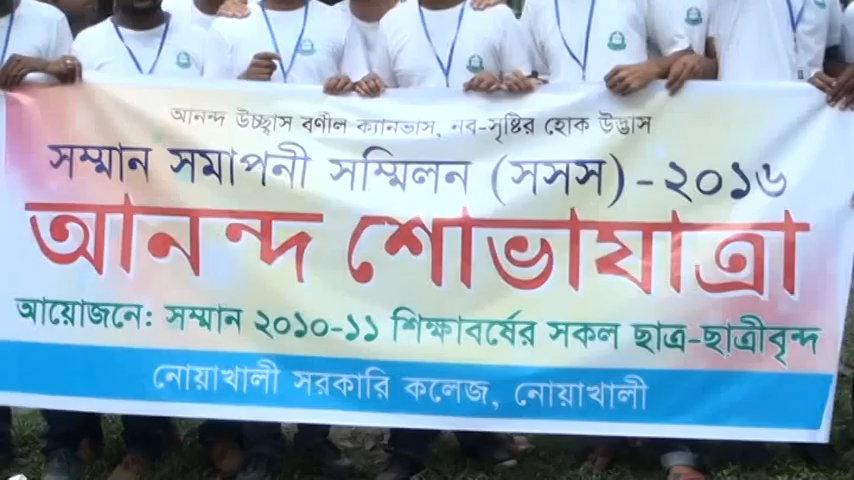 আনন্দ উচ্ছ্বাস বর্ণীল ক্যানভাস, নব-সৃষ্টির হোক উদ্ভাস
সম্মান সমাপনী সম্মিলন (সসস)-২০১৬
আনন্দ শোভাযাত্রা
আয়োজনে: সম্মান ২০১০-১১ শিক্ষাবর্ষের সকল ছাত্র-ছাত্রীবৃন্দ
নোয়াখালী সরকারি কলেজ, নোয়াখালী